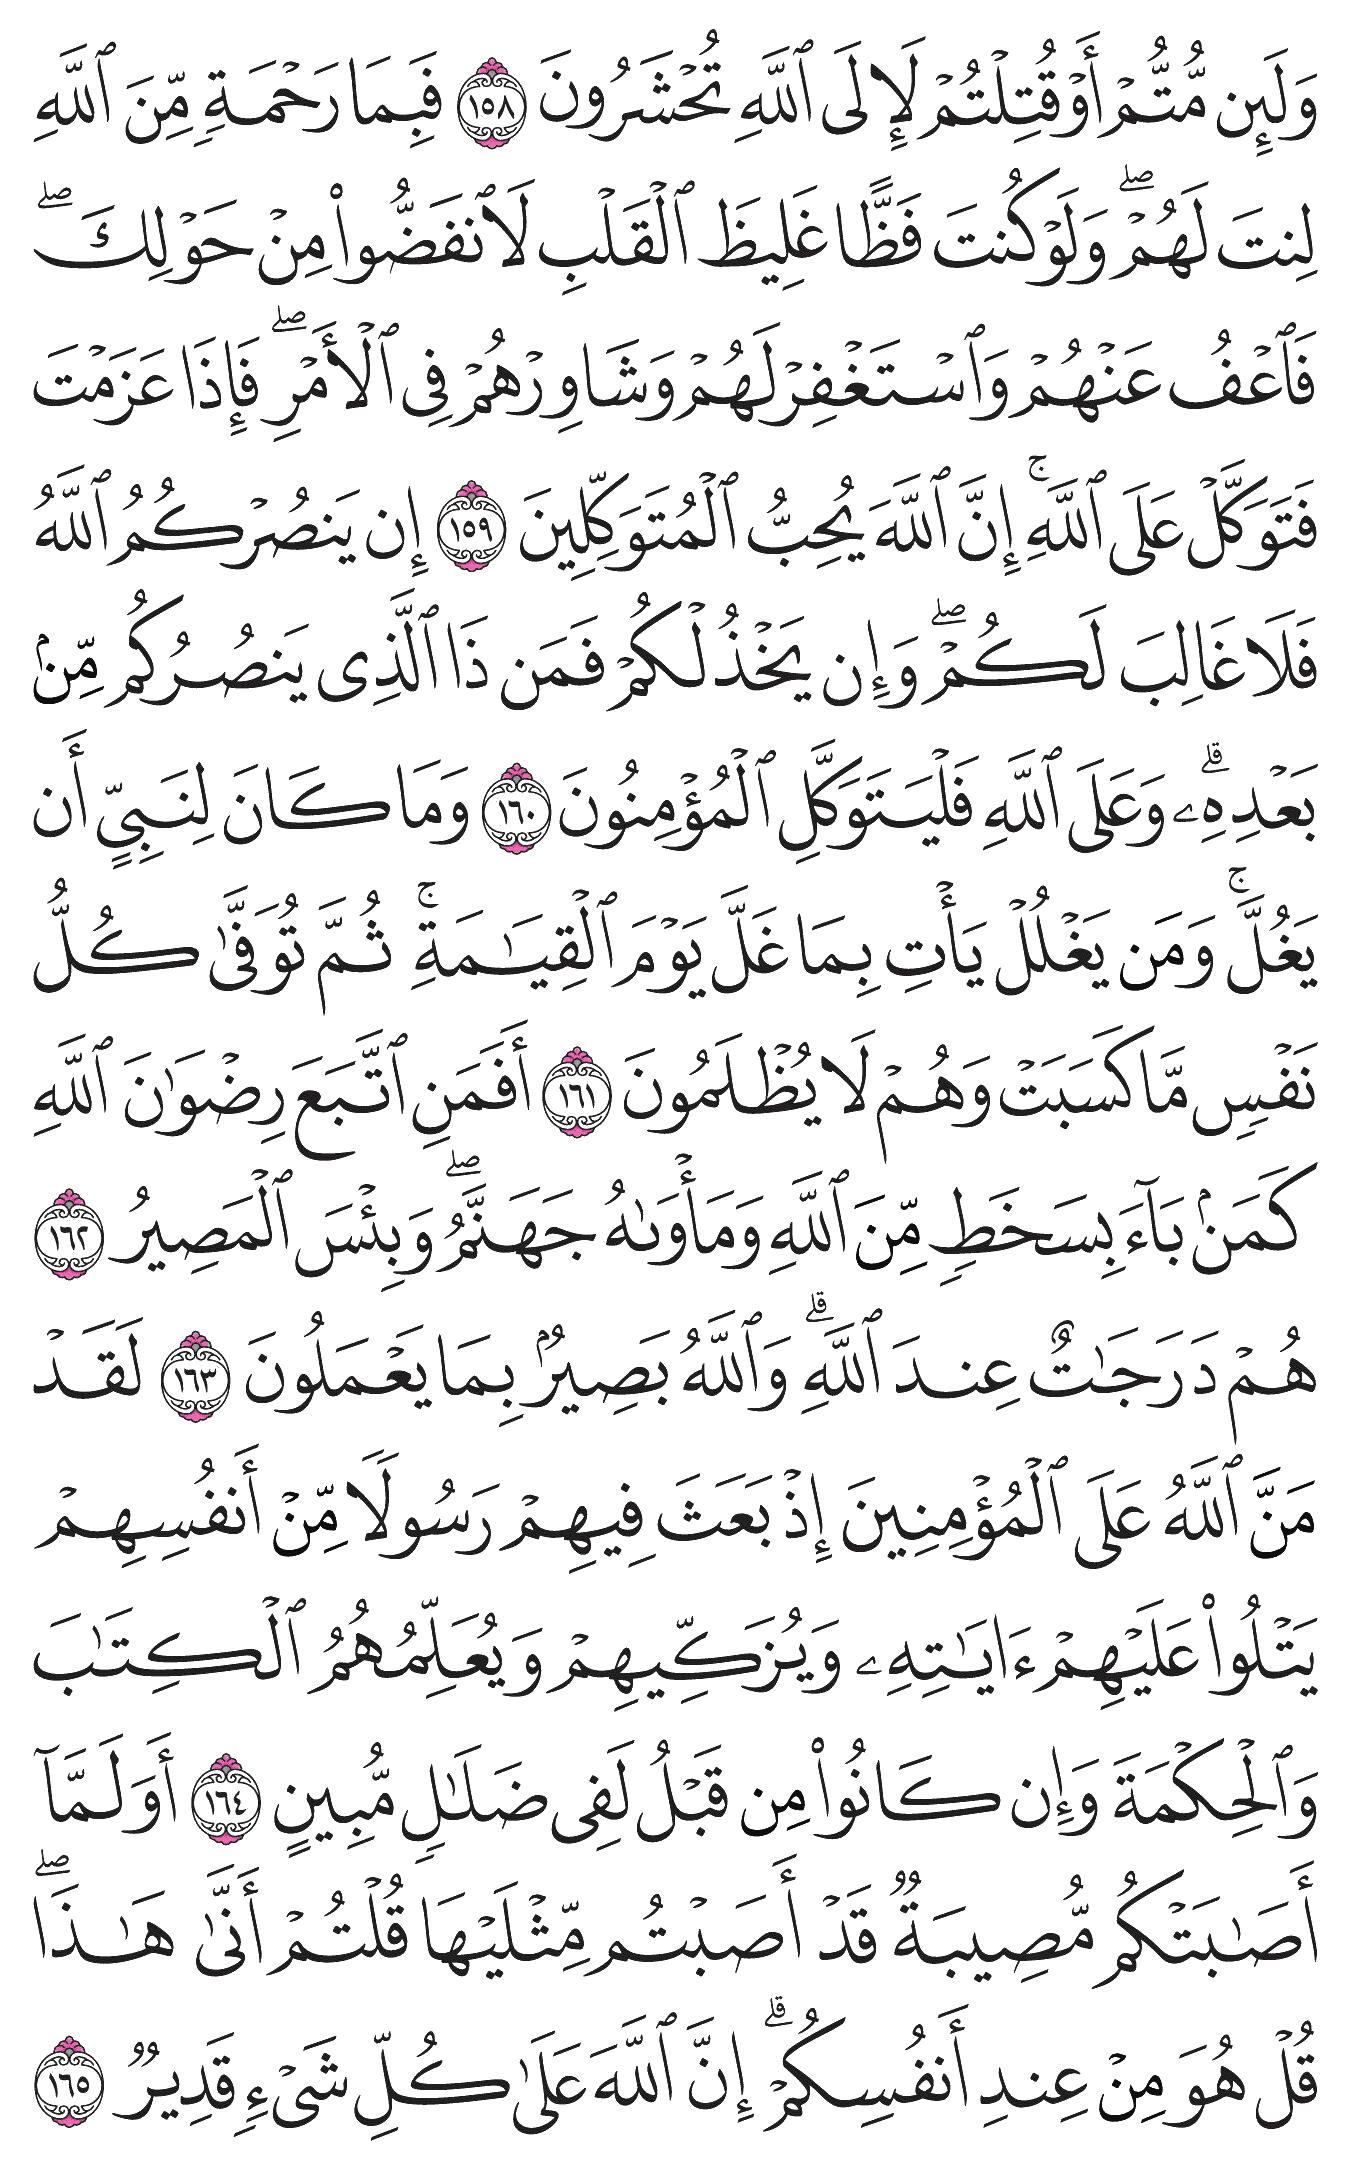 وَلَئِن مُّتُّمۡ أَوۡ قُتِلۡتُمۡ لَإِلَى ٱللَّهِ تُحۡشَرُونَ ١٥٨ فَبِمَا رَحۡمَةٖ مِّنَ ٱللَّهِ
لِنتَ لَهُمۡۖ وَلَوۡ كُنتَ فَظًّا غَلِيظَ ٱلۡقَلۡبِ لَٱنفَضُّواْ مِنۡ حَوۡلِكَۖ
فَٱعۡفُ عَنۡهُمۡ وَٱسۡتَغۡفِرۡ لَهُمۡ وَشَاوِرۡهُمۡ فِي ٱلۡأَمۡرِۖ فَإِذَا عَزَمۡتَ
فَتَوَكَّلۡ عَلَى ٱللَّهِۚ إِنَّ ٱللَّهَ يُحِبُّ ٱلۡمُتَوَكِّلِينَ ١٥٩ إِن يَنصُرۡكُمُ ٱللَّهُ
فَلَا غَالِبَ لَكُمۡۖ وَإِن يَخۡذُلۡكُمۡ فَمَن ذَا ٱلَّذِي يَنصُرُكُم مِّنۢ
بَعۡدِهِۦۗ وَعَلَى ٱللَّهِ فَلۡيَتَوَكَّلِ ٱلۡمُؤۡمِنُونَ ١٦٠ وَمَا كَانَ لِنَبِيٍّ أَن
يَغُلَّۚ وَمَن يَغۡلُلۡ يَأۡتِ بِمَا غَلَّ يَوۡمَ ٱلۡقِيَٰمَةِۚ ثُمَّ تُوَفَّىٰ كُلُّ
نَفۡسٖ مَّا كَسَبَتۡ وَهُمۡ لَا يُظۡلَمُونَ ١٦١ أَفَمَنِ ٱتَّبَعَ رِضۡوَٰنَ ٱللَّهِ
كَمَنۢ بَآءَ بِسَخَطٖ مِّنَ ٱللَّهِ وَمَأۡوَىٰهُ جَهَنَّمُۖ وَبِئۡسَ ٱلۡمَصِيرُ ١٦٢
هُمۡ دَرَجَٰتٌ عِندَ ٱللَّهِۗ وَٱللَّهُ بَصِيرُۢ بِمَا يَعۡمَلُونَ ١٦٣ لَقَدۡ
مَنَّ ٱللَّهُ عَلَى ٱلۡمُؤۡمِنِينَ إِذۡ بَعَثَ فِيهِمۡ رَسُولٗا مِّنۡ أَنفُسِهِمۡ
يَتۡلُواْ عَلَيۡهِمۡ ءَايَٰتِهِۦ وَيُزَكِّيهِمۡ وَيُعَلِّمُهُمُ ٱلۡكِتَٰبَ
وَٱلۡحِكۡمَةَ وَإِن كَانُواْ مِن قَبۡلُ لَفِي ضَلَٰلٖ مُّبِينٍ ١٦٤ أَوَلَمَّآ
أَصَٰبَتۡكُم مُّصِيبَةٞ قَدۡ أَصَبۡتُم مِّثۡلَيۡهَا قُلۡتُمۡ أَنَّىٰ هَٰذَاۖ
قُلۡ هُوَ مِنۡ عِندِ أَنفُسِكُمۡۗ إِنَّ ٱللَّهَ عَلَىٰ كُلِّ شَيۡءٖ قَدِيرٞ ١٦٥